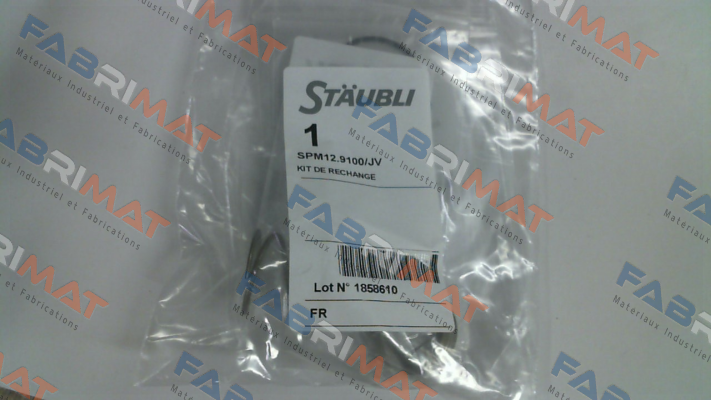 STÄUBLI
1
SPM12.9100/JV
KIT DE RECHANGE
Lot N° 1858610
FR
FABRIMAT
Materiaux Industriel et Fabrications